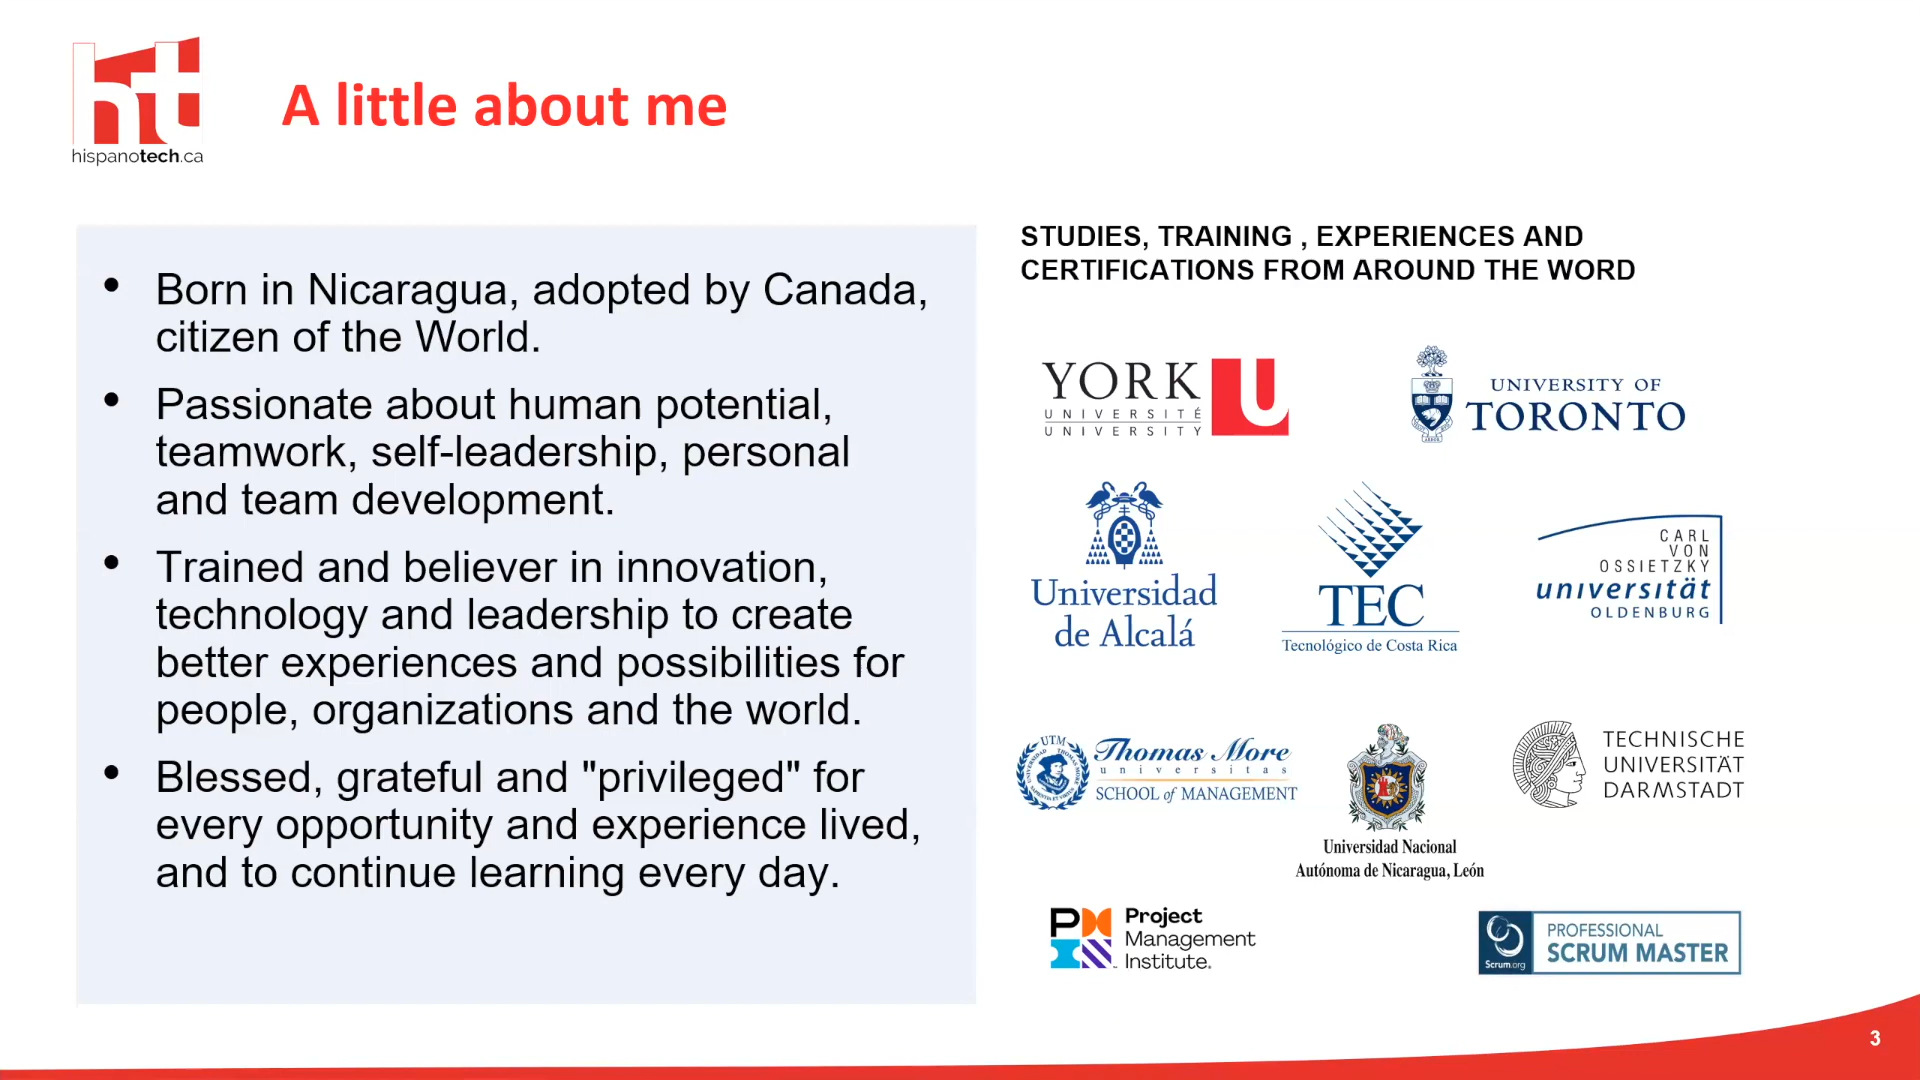 ht
hispanotech.ca
A little about me
• Born in Nicaragua, adopted by Canada,
citizen of the World.
• Passionate about human potential,
teamwork, self-leadership, personal
and team development.
• Trained and believer in innovation,
technology and leadership to create
better experiences and possibilities for
people, organizations and the world.
• Blessed, grateful and "privileged" for
every opportunity and experience lived,
and to continue learning every day.
STUDIES, TRAINING , EXPERIENCES AND
CERTIFICATIONS FROM AROUND THE WORD
YORK U
UNIVERSITÉ
UNIVERSITY
UNIVERSITY OF
TORONTO
Universidad
de Alcalá
TEC
Tecnológico de Costa Rica
CARL
VON
OSSIETZKY
universität
OLDENBURG
UTM
Thomas More
universitas
SCHOOL of MANAGEMENT
Universidad Nacional
Autónoma de Nicaragua, León
TECHNISCHE
UNIVERSITÄT
DARMSTADT
Project
Management
Institute.
Scrum.org
PROFESSIONAL
SCRUM MASTER
3